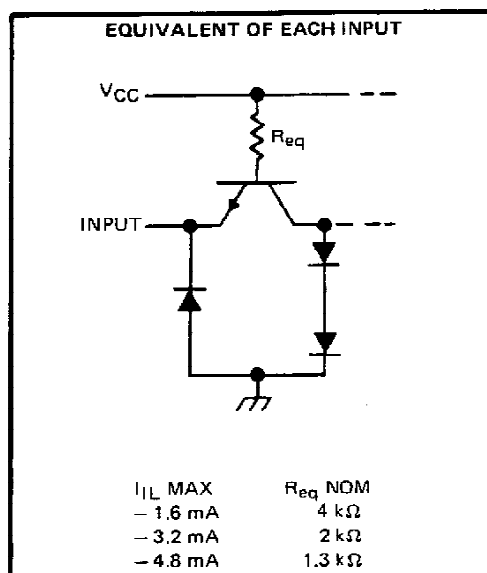 EQUIVALENT OF EACH INPUT
VCC
Req
INPUT
IIL MAX Req NOM
– 1.6 mA 4 kΩ
– 3.2 mA 2 kΩ
– 4.8 mA 1.3 kΩ